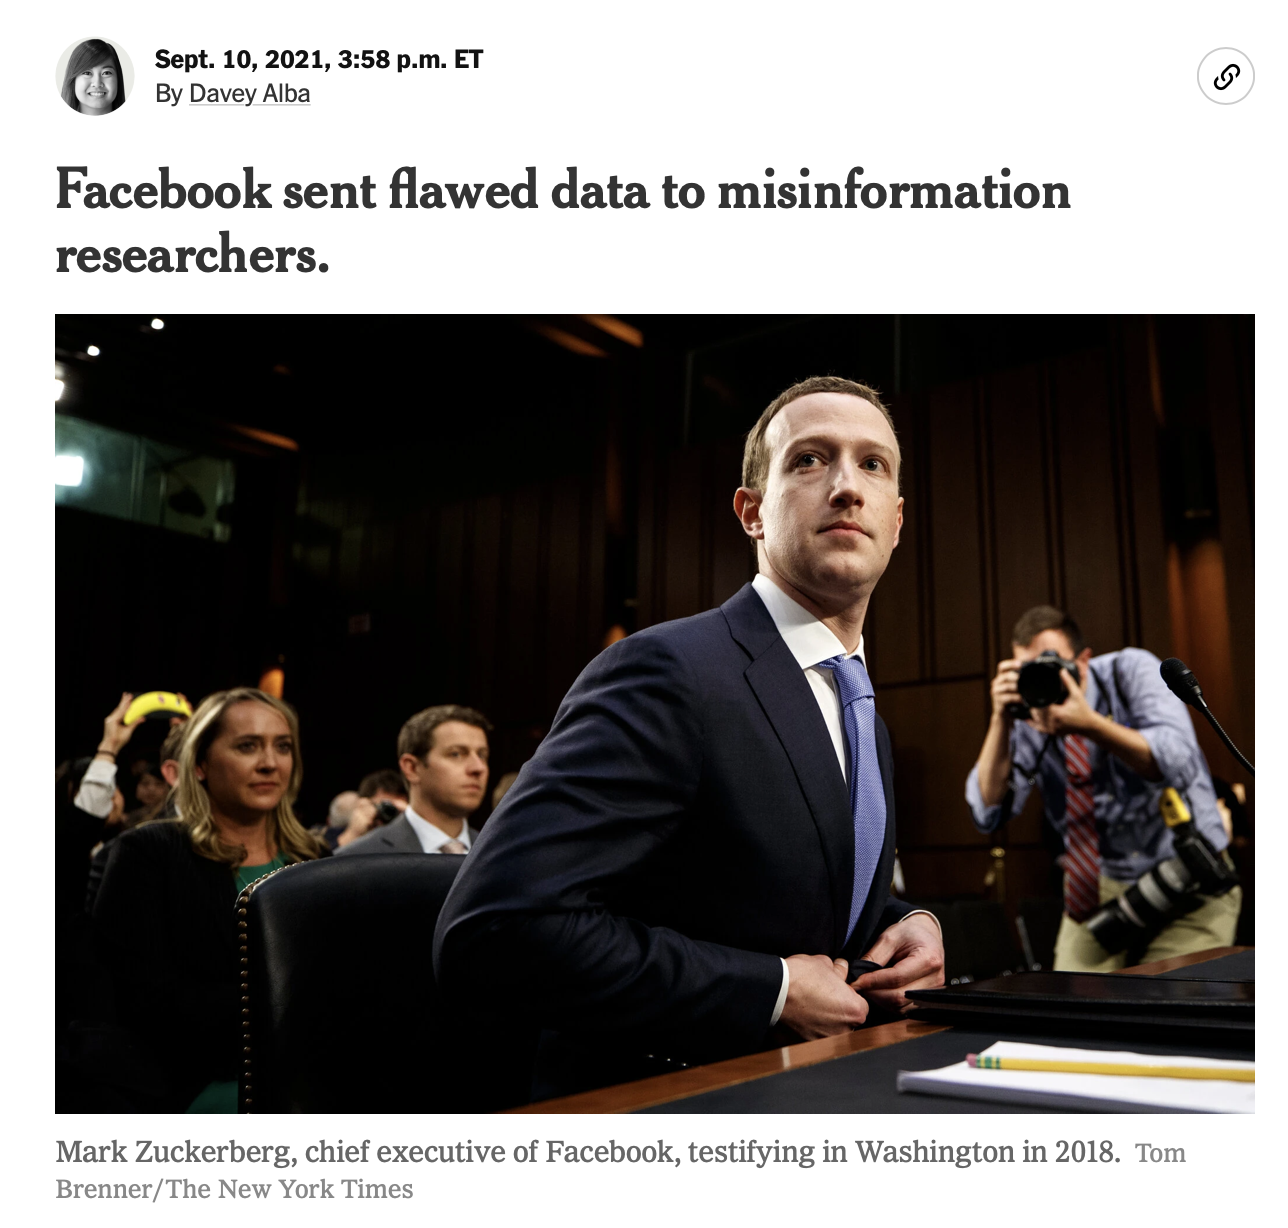 Sept. 10, 2021, 3:58 p.m. ET
By Davey Alba
Facebook sent flawed data to misinformation
researchers.
Mark Zuckerberg, chief executive of Facebook, testifying in Washington in 2018. Tom
Brenner/The New York Times